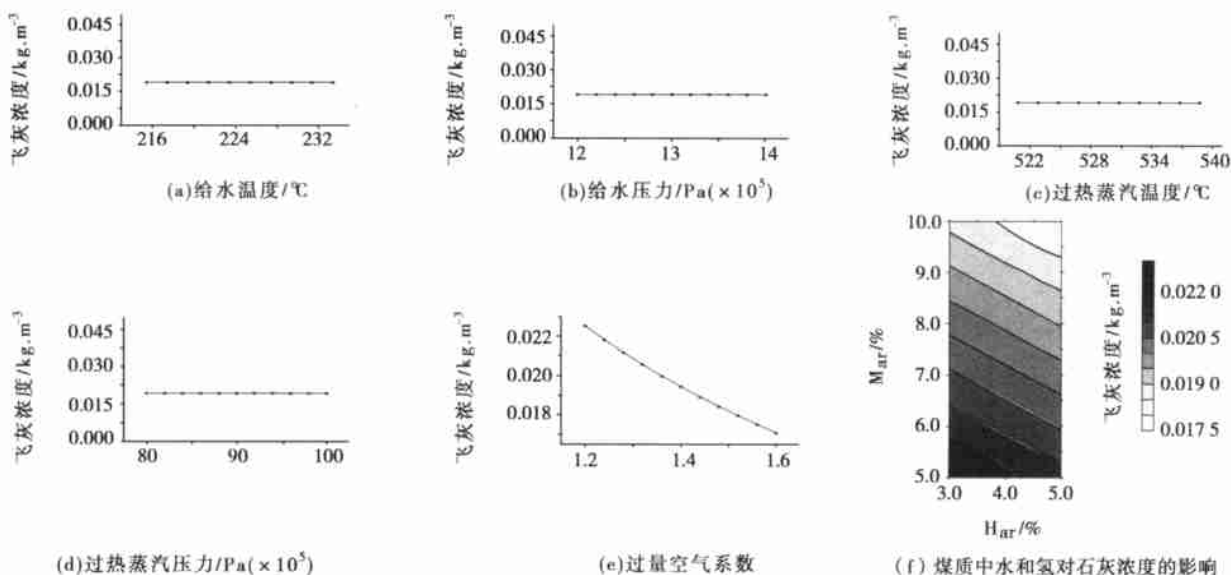 飞灰浓度/kg.m⁻³
0.045
0.030
0.015
0.000
216 224 232
(a)给水温度/℃
飞灰浓度/kg.m⁻³
0.045
0.030
0.015
0.000
12 13 14
(b)给水压力/Pa(×10⁵)
飞灰浓度/kg.m⁻³
0.045
0.030
0.015
0.000
522 528 534 540
(c)过热蒸汽温度/℃
飞灰浓度/kg.m⁻³
0.045
0.030
0.015
0.000
80 90 100
(d)过热蒸汽压力/Pa(×10⁵)
飞灰浓度/kg.m⁻³
0.022
0.020
0.018
1.2 1.4 1.6
(e)过量空气系数
Mar/%
10.0
9.0
8.0
7.0
6.0
5.0
3.0 4.0 5.0
Har/%
飞灰浓度/kg.m⁻³
0.022 0
0.020 5
0.019 0
0.017 5
(f)煤质中水和氢对石灰浓度的影响